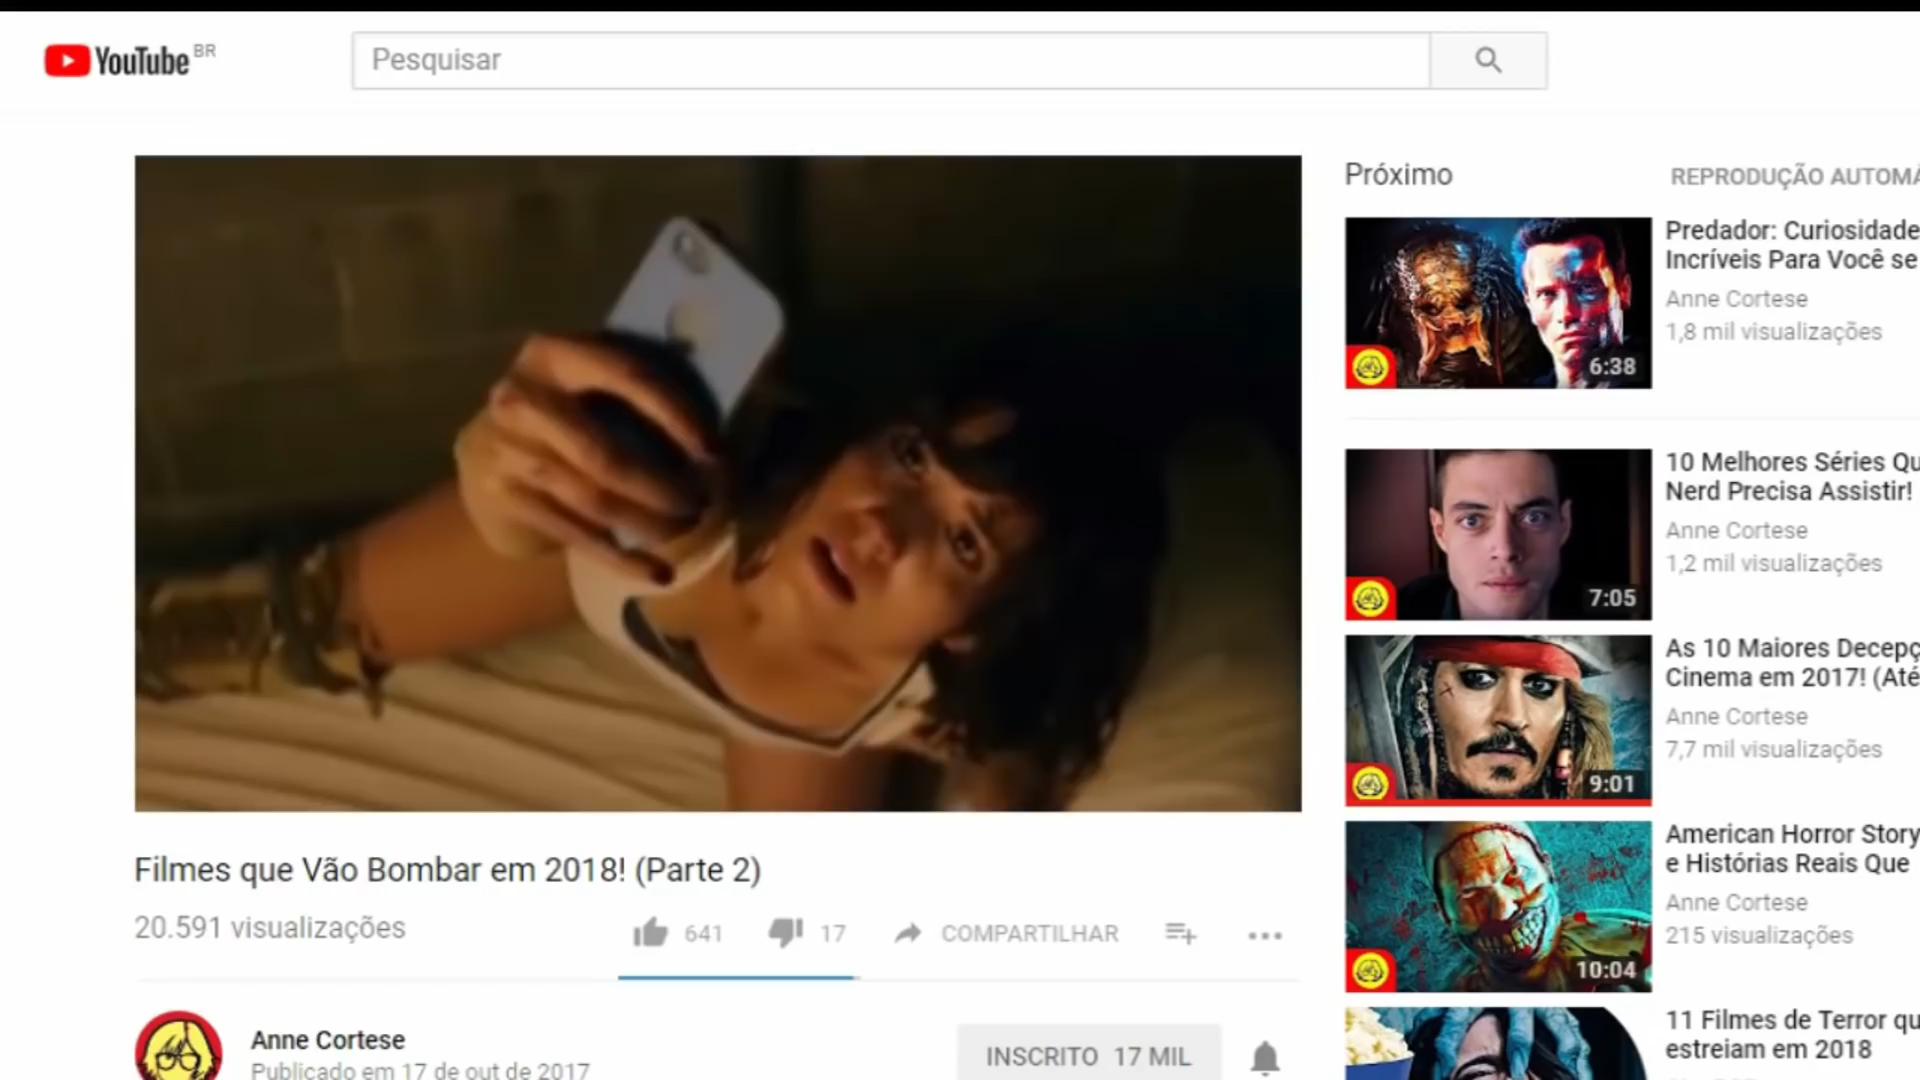 YouTube BR
Pesquisar
Próximo
REPRODUÇÃO AUTOMÁ
Predador: Curiosidade
Incríveis Para Você se
Anne Cortese
1,8 mil visualizações
6:38
10 Melhores Séries Qu
Nerd Precisa Assistir!
Anne Cortese
1,2 mil visualizações
7:05
As 10 Maiores Decepç
Cinema em 2017! (Até
Anne Cortese
7,7 mil visualizações
9:01
American Horror Story
e Histórias Reais Que
Anne Cortese
215 visualizações
10:04
11 Filmes de Terror qu
estreiam em 2018
Filmes que Vão Bombar em 2018! (Parte 2)
20.591 visualizações
641
17
COMPARTILHAR
Anne Cortese
Publicado em 17 de out de 2017
INSCRITO 17 MIL